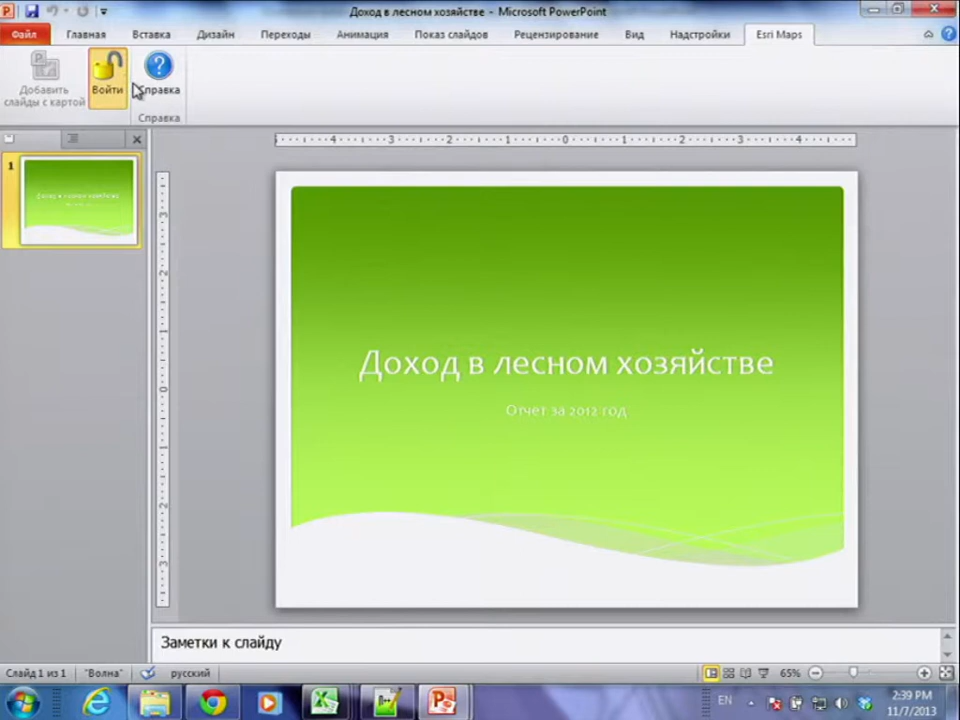 Доход в лесном хозяйстве - Microsoft PowerPoint
Файл Главная Вставка Дизайн Переходы Анимация Показ слайдов Рецензирование Вид Надстройки Esri Maps
Добавить слайды с картой
Войти
Справка
Справка
1
Доход в лесном хозяйстве
Отчет за 2012 год
Заметки к слайду
Слайд 1 из 1 "Волна" русский 65%
EN 2:39 PM
11/7/2013